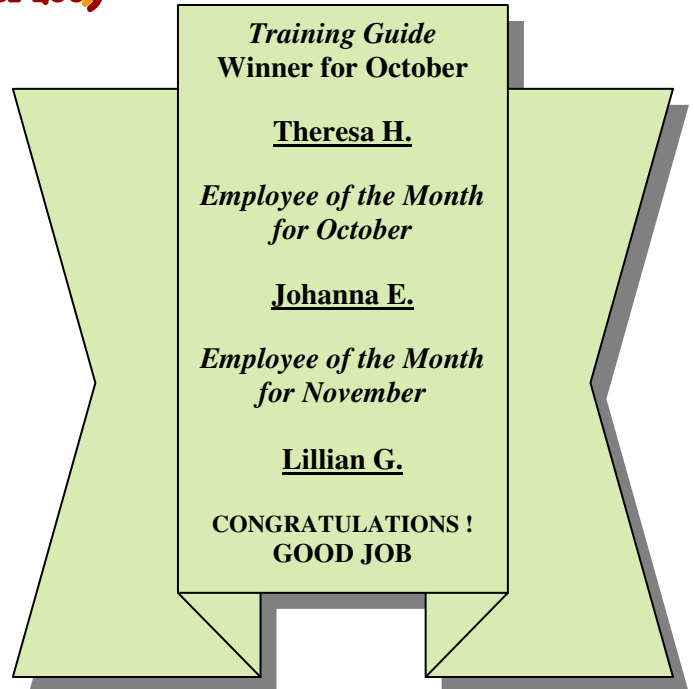 Training Guide
Winner for October
Theresa H.
Employee of the Month
for October
Johanna E.
Employee of the Month
for November
Lillian G.
CONGRATULATIONS !
GOOD JOB